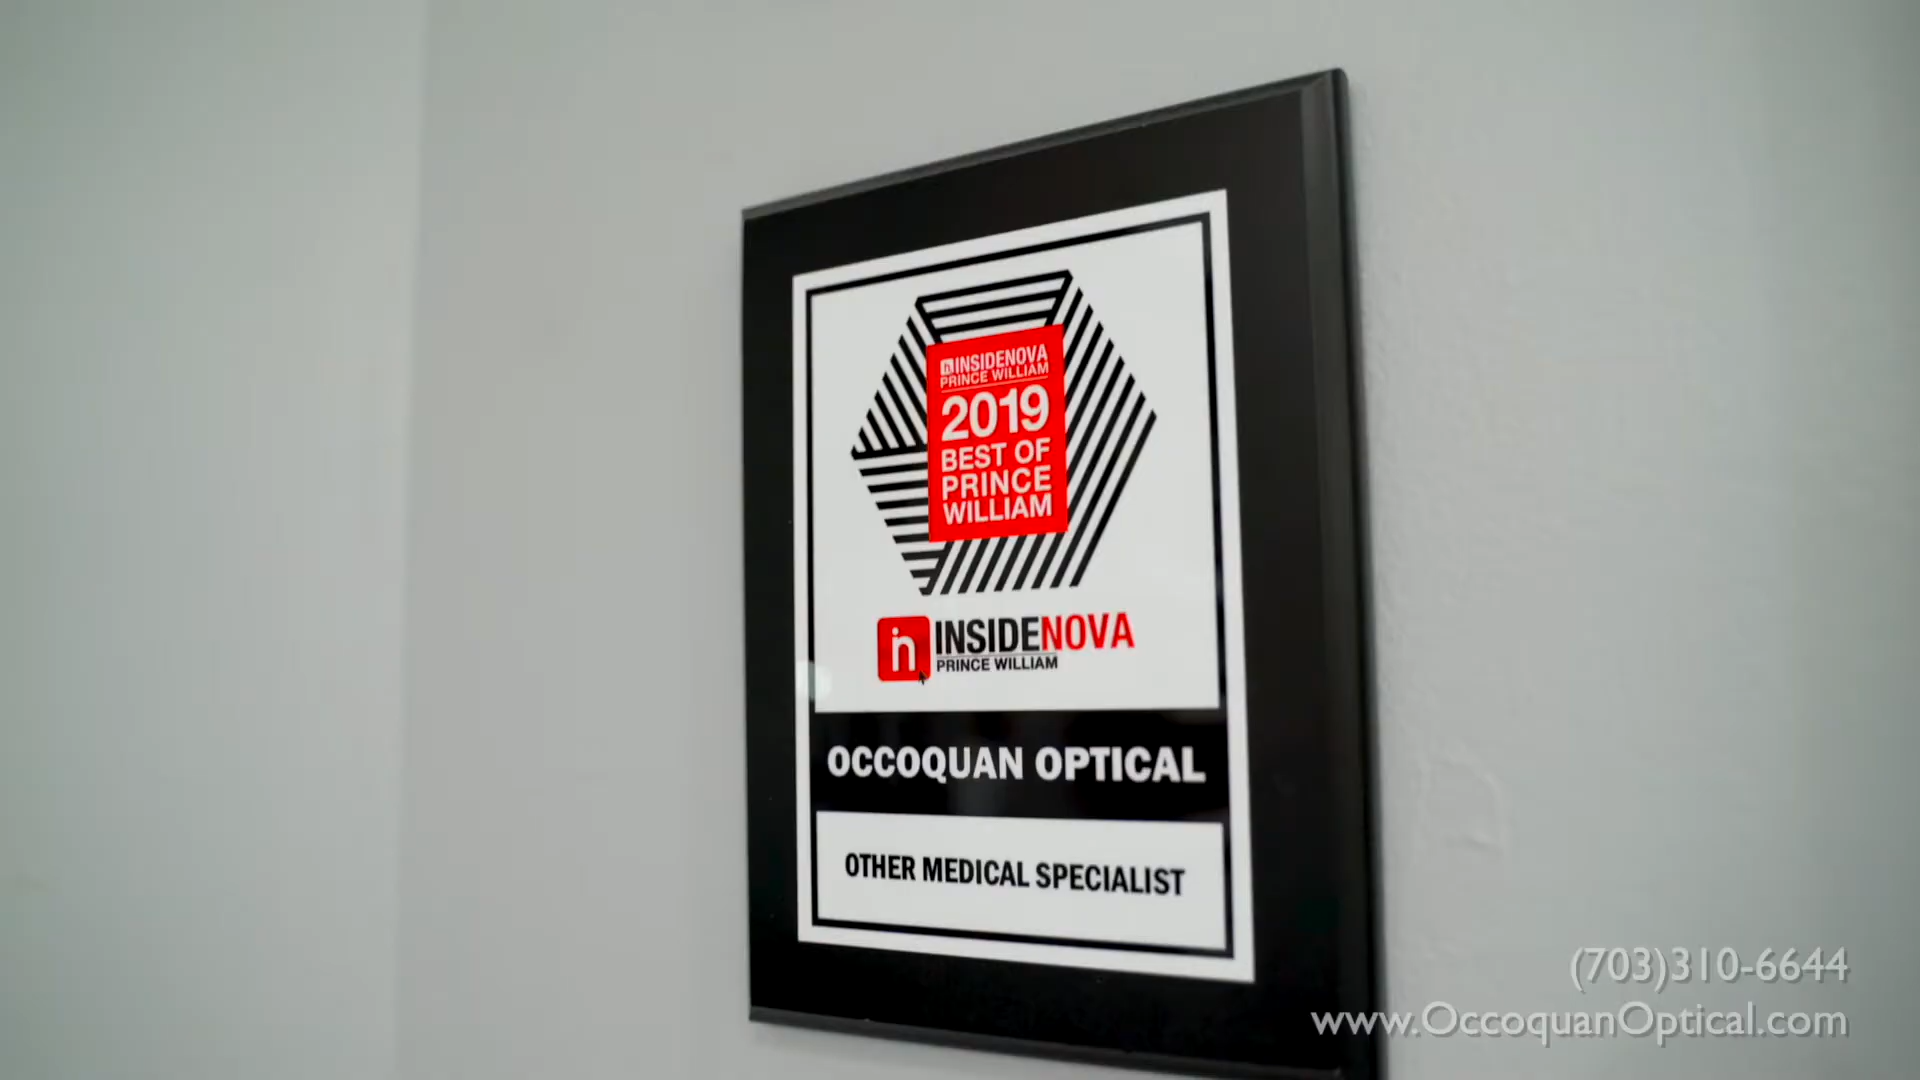 INSIDENOVA
PRINCE WILLIAM
2019
BEST OF
PRINCE
WILLIAM
in INSIDENOVA
PRINCE WILLIAM
OCCOQUAN OPTICAL
OTHER MEDICAL SPECIALIST
(703)310-6644
www.OccoquanOptical.com